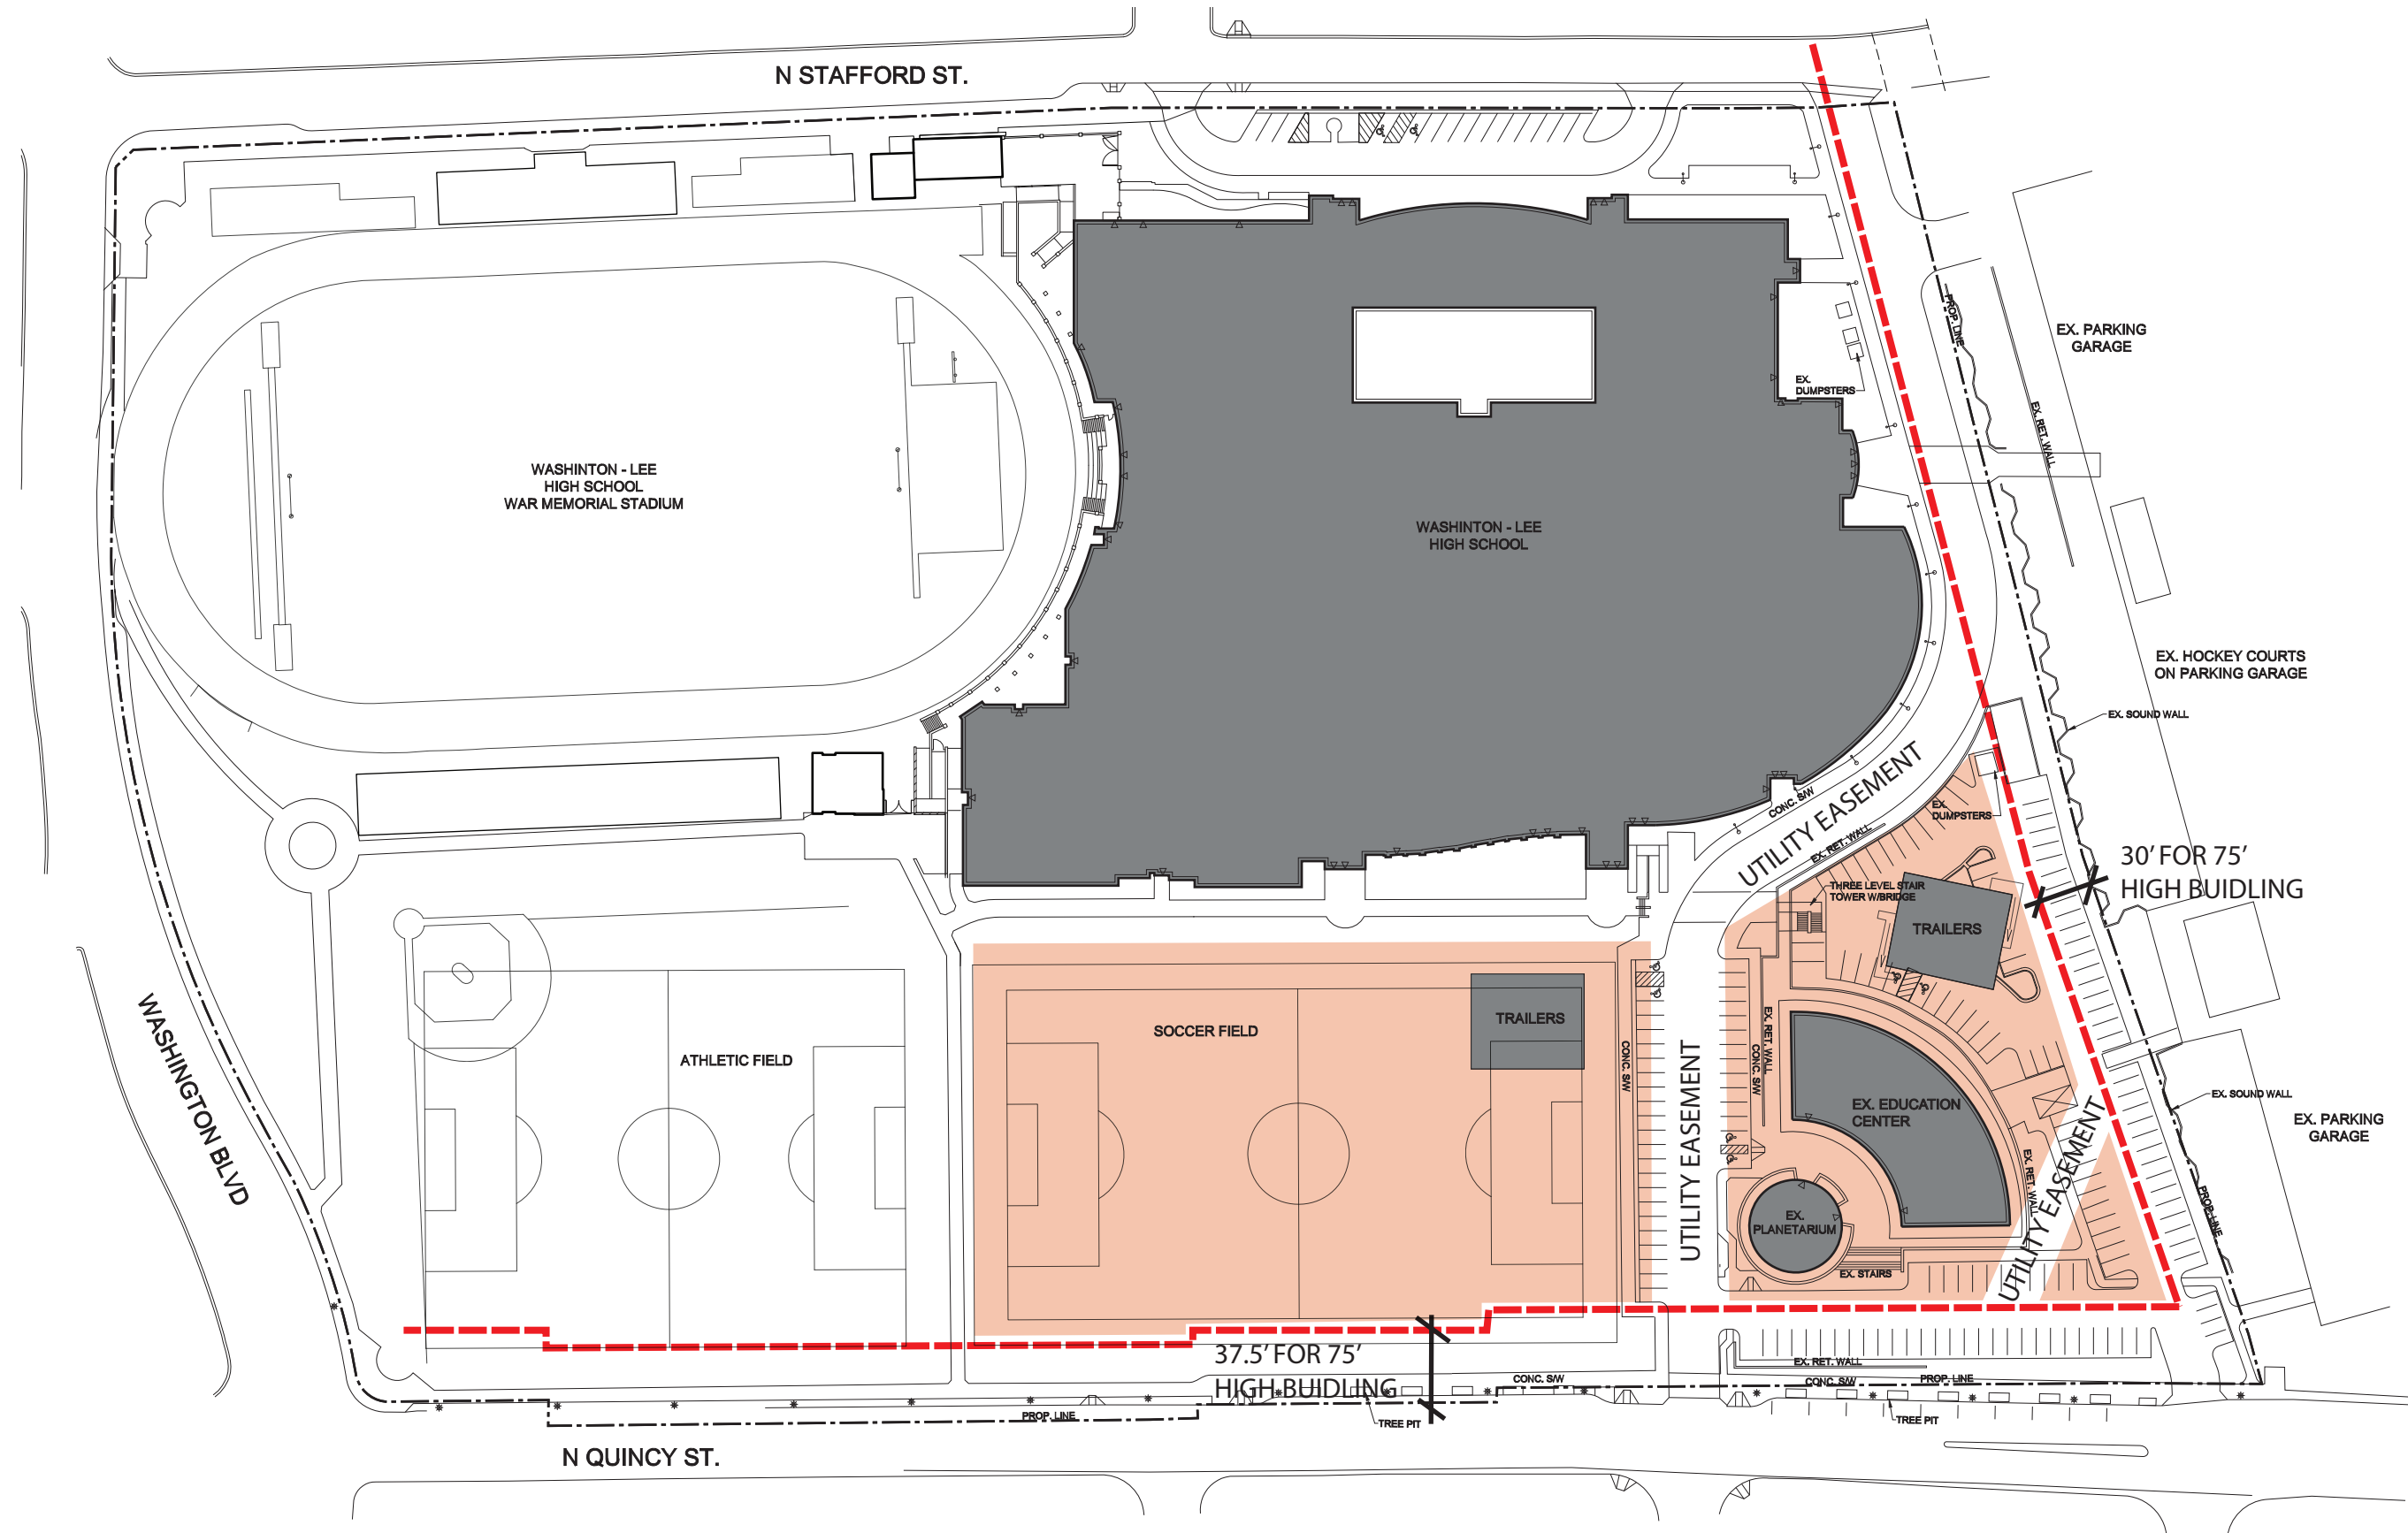 N STAFFORD ST.
PROP. LINE
EX. PARKING
GARAGE
EX.
DUMPSTERS
EX. RET. WALL
WASHINTON - LEE
HIGH SCHOOL
WAR MEMORIAL STADIUM
WASHINTON - LEE
HIGH SCHOOL
EX. HOCKEY COURTS
ON PARKING GARAGE
EX. SOUND WALL
UTILITY EASEMENT
CONC. S/W
EX.
DUMPSTERS
EX. RET. WALL
30' FOR 75'
HIGH BUIDLING
THREE LEVEL STAIR
TOWER W/BRIDGE
TRAILERS
WASHINGTON BLVD
ATHLETIC FIELD
SOCCER FIELD
TRAILERS
CONC. S/W
UTILITY EASEMENT
EX. RET. WALL
CONC. S/W
EX. EDUCATION
CENTER
EX. SOUND WALL
EX. PARKING
GARAGE
EX. RET. WALL
UTILITY EASEMENT
PROP. LINE
EX.
PLANETARIUM
EX. STAIRS
37.5' FOR 75'
HIGH BUIDLING
CONC. S/W
EX. RET. WALL
CONC. S/W
PROP. LINE
PROP. LINE
TREE PIT
TREE PIT
N QUINCY ST.